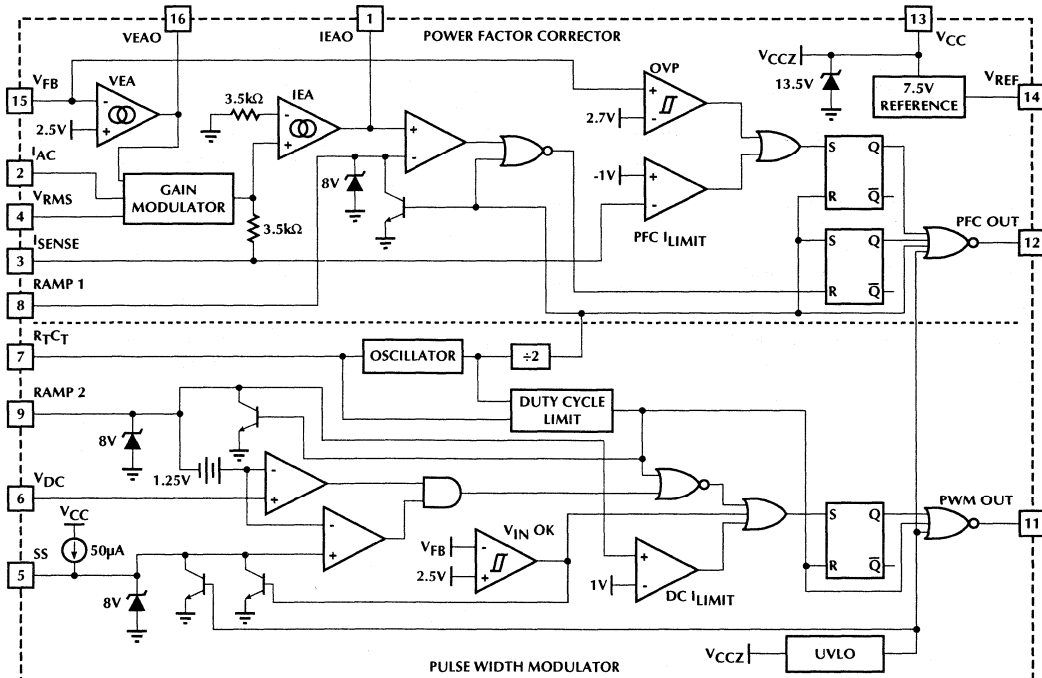 16
1
13
VEAO
IEAO
POWER FACTOR CORRECTOR
VCC
VCCZ
VFB
VEA
OVP
13.5V
7.5V
REFERENCE
VREF
15
14
3.5kΩ
IEA
-
+
2.5V
-
+
+
-
+
-
2.7V
IAC
2
GAIN
MODULATOR
8V
-1V
+
-
S
Q
R
Q
VRMS
4
3.5kΩ
PFC ILIMIT
PFC OUT
ISENSE
3
S
Q
12
RAMP 1
8
R
Q
RTCT
7
OSCILLATOR
÷2
RAMP 2
9
DUTY CYCLE
LIMIT
8V
1.25V
-
+
VDC
6
VCC
-
+
VIN OK
S
Q
PWM OUT
11
50µA
VFB
-
SS
5
2.5V
+
+
-
R
Q
8V
1V
DC ILIMIT
VCCZ
UVLO
PULSE WIDTH MODULATOR